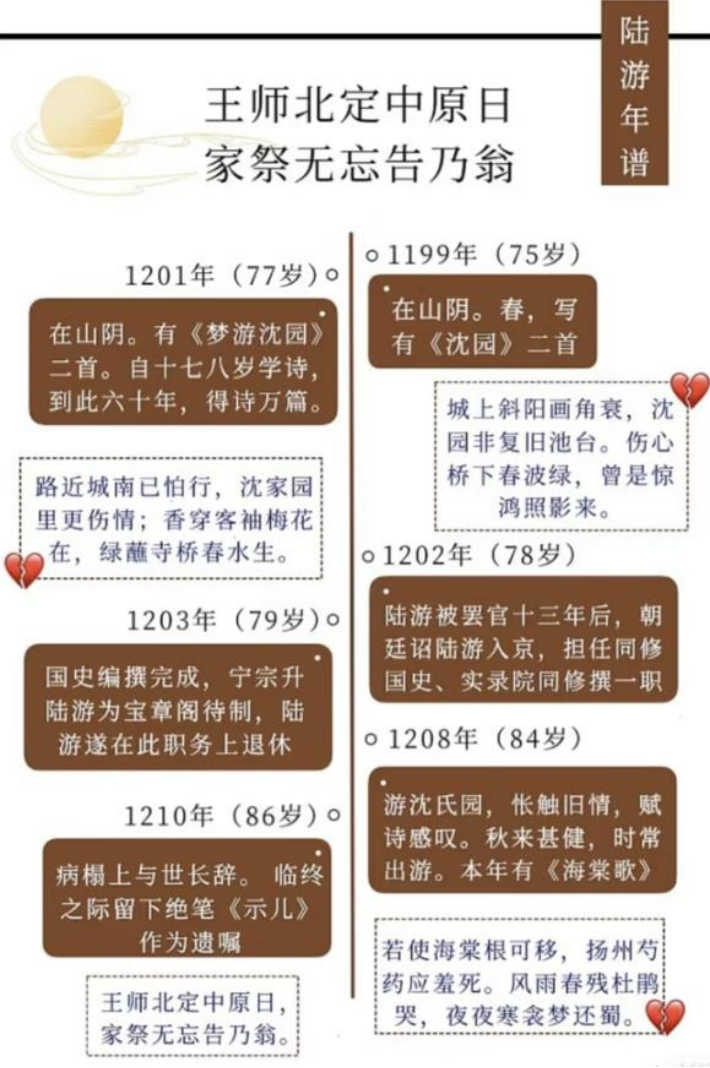 陆游年谱
王师北定中原日
家祭无忘告乃翁
1199年（75岁）
在山阴。春，写
有《沈园》二首
城上斜阳画角衰，沈
园非复旧池台。伤心
桥下春波绿，曾是惊
鸿照影来。
1201年（77岁）
在山阴。有《梦游沈园》
二首。自十七八岁学诗，
到此六十年，得诗万篇。
路近城南已怕行，沈家园
里更伤情；香穿客袖梅花
在，绿蘸寺桥春水生。
1202年（78岁）
陆游被罢官十三年后，朝
廷诏陆游入京，担任同修
国史、实录院同修撰一职
1203年（79岁）
国史编撰完成，宁宗升
陆游为宝章阁待制，陆
游遂在此职务上退休
1208年（84岁）
游沈氏园，怅触旧情，赋
诗感叹。秋来甚健，时常
出游。本年有《海棠歌》
若使海棠根可移，扬州芍
药应羞死。风雨春残杜鹃
哭，夜夜寒衾梦还蜀。
1210年（86岁）
病榻上与世长辞。 临终
之际留下绝笔《示儿》
作为遗嘱
王师北定中原日，
家祭无忘告乃翁。